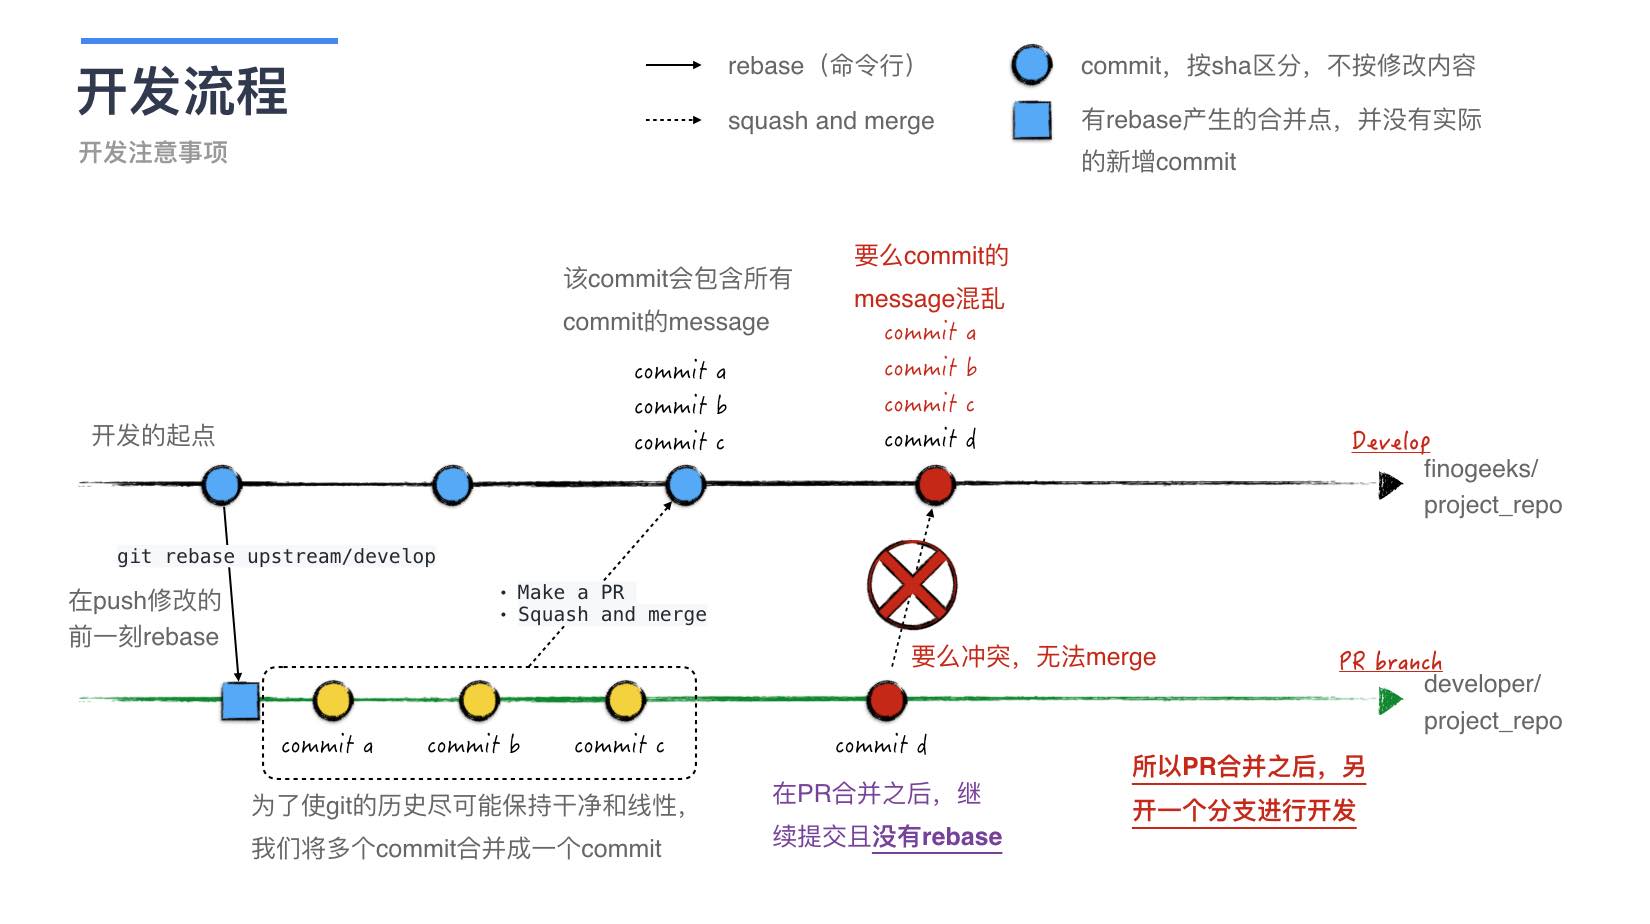 开发流程
开发注意事项
rebase（命令行）
squash and merge
commit，按sha区分，不按修改内容
有rebase产生的合并点，并没有实际
的新增commit
该commit会包含所有
commit的message
commit a
commit b
commit c
要么commit的
message混乱
commit a
commit b
commit c
commit d
开发的起点
Develop
finogeeks/
project_repo
git rebase upstream/develop
在push修改的
前一刻rebase
• Make a PR
• Squash and merge
要么冲突，无法merge
PR branch
developer/
project_repo
commit a
commit b
commit c
commit d
为了使git的历史尽可能保持干净和线性，
我们将多个commit合并成一个commit
在PR合并之后，继
续提交且没有rebase
所以PR合并之后，另
开一个分支进行开发